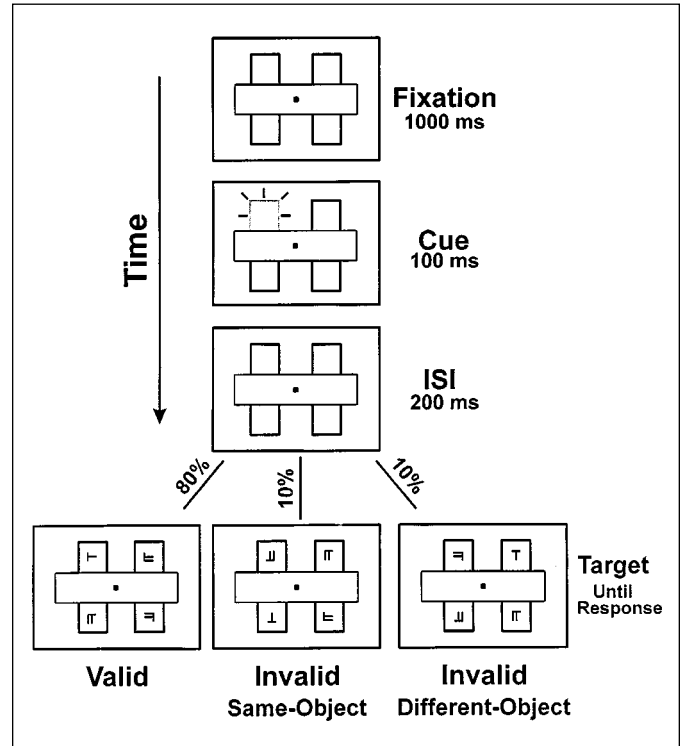 Fixation
1000 ms
Time
Cue
100 ms
ISI
200 ms
80%
10%
10%
Target
Until
Response
Valid
Invalid
Same-Object
Invalid
Different-Object